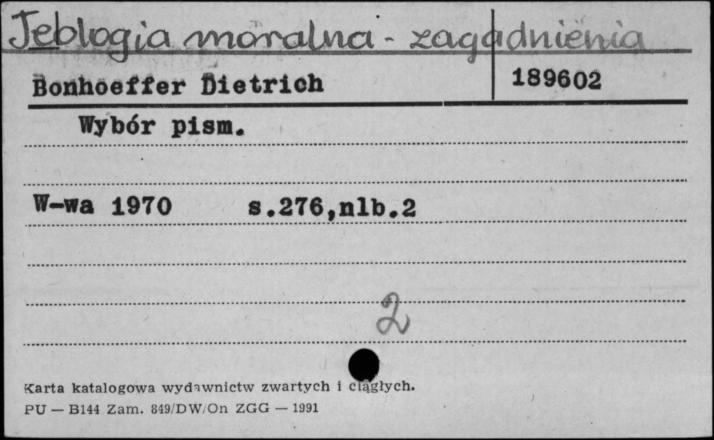 Teologia moralna - zagadnienia
Bonhoeffer Dietrich 189602
Wybór pism.
W-wa 1970 s.276,nlb.2
2
Karta katalogowa wydawnictw zwartych i ciągłych.
PU — B144 Zam. 849/DW/On ZGG — 1991